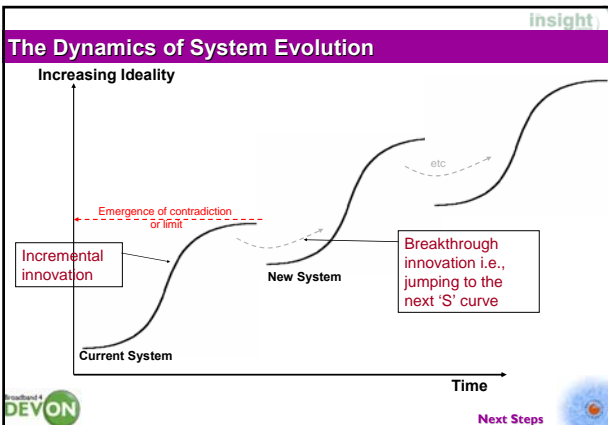 insight
The Dynamics of System Evolution
Increasing Ideality
etc
Emergence of contradiction
or limit
Incremental
innovation
Breakthrough
innovation i.e.,
jumping to the
next 'S' curve
New System
Current System
Time
Broadband 4
DEVON
Next Steps